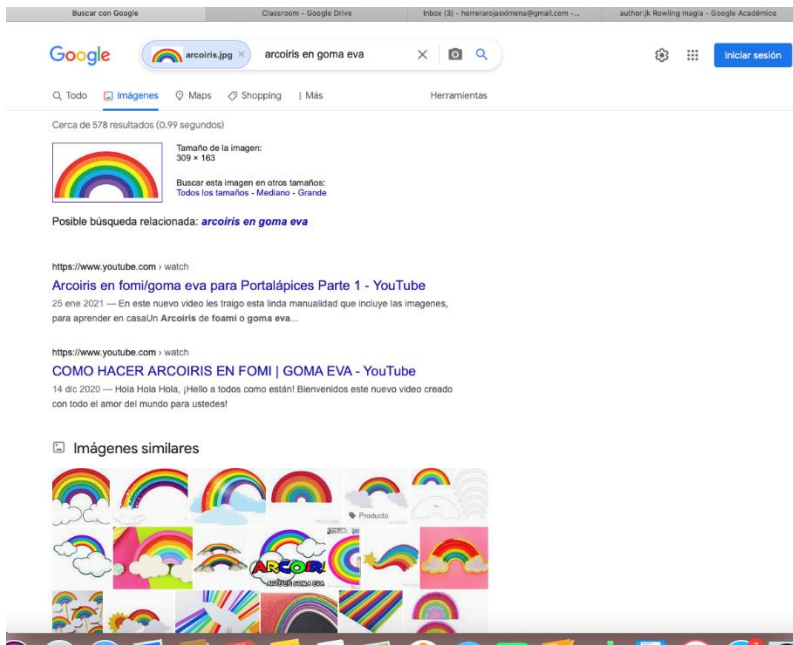 Buscar con Google
Classroom - Google Drive
Inbox (3) - herrerarojasximena@gmail.com -...
author:jk Rowling magia - Google Académico
Google
arcoiris.jpg ×
arcoiris en goma eva
Iniciar sesión
Todo
Imágenes
Maps
Shopping
Más
Herramientas
Cerca de 578 resultados (0.99 segundos)
Tamaño de la imagen:
309 × 163
Buscar esta imagen en otros tamaños:
Todos los tamaños - Mediano - Grande
Posible búsqueda relacionada: arcoiris en goma eva
https://www.youtube.com › watch
Arcoiris en fomi/goma eva para Portalápices Parte 1 - YouTube
25 ene 2021 — En este nuevo video les traigo esta linda manualidad que incluye las imagenes,
para aprender en casaUn Arcoiris de foami o goma eva...
https://www.youtube.com › watch
COMO HACER ARCOIRIS EN FOMI | GOMA EVA - YouTube
14 dic 2020 — Hola Hola Hola, ¡Hello a todos como están! Bienvenidos este nuevo video creado
con todo el amor del mundo para ustedes!
Imágenes similares
Producto
ARCOIRIS
GOMA EVA